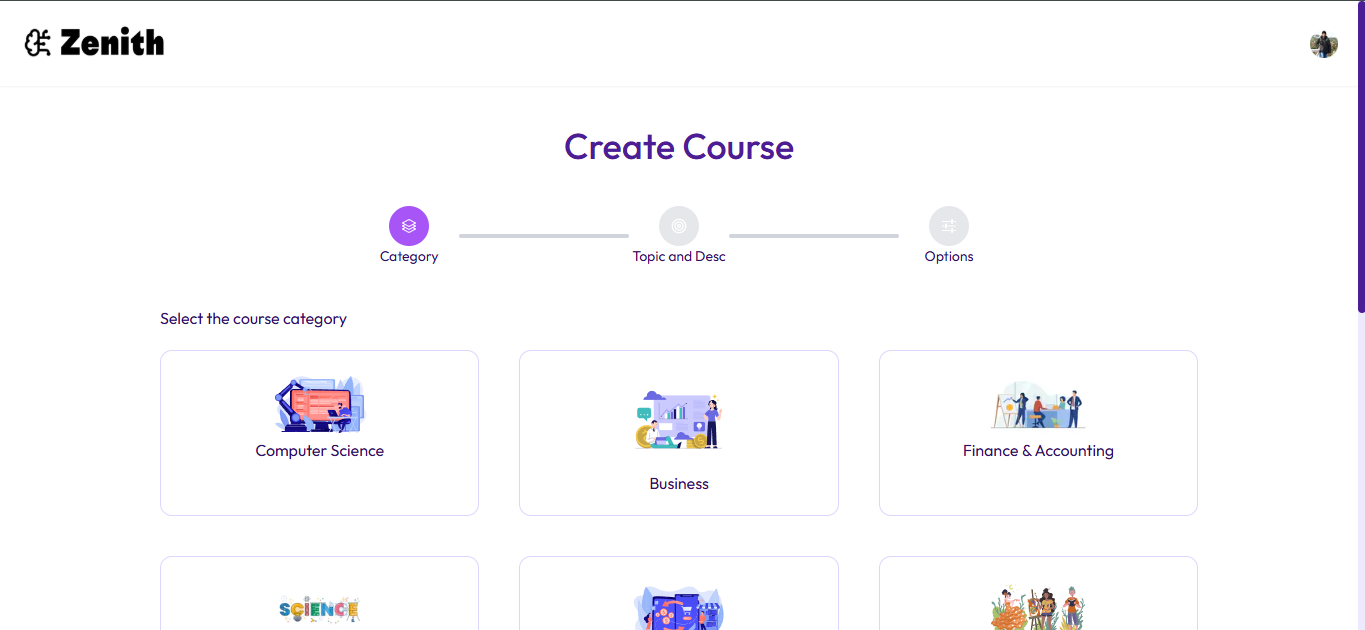 Zenith
Create Course
Category
Topic and Desc
Options
Select the course category
Computer Science
Business
Finance & Accounting
SCIENCE